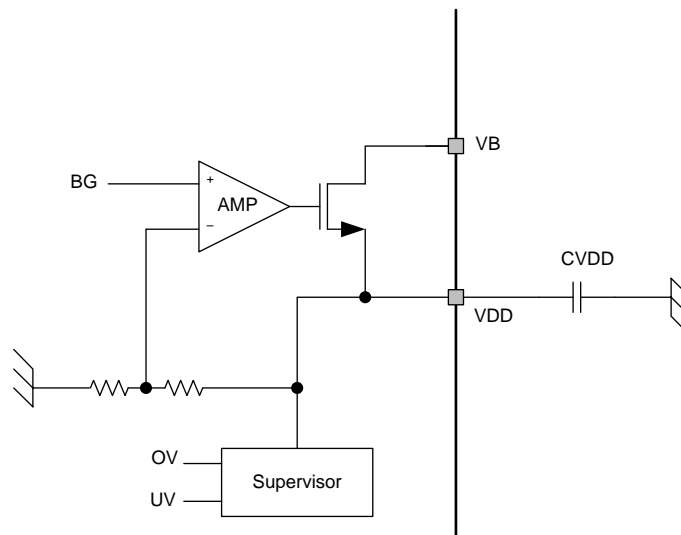 VB
BG
+
AMP
–
CVDD
VDD
OV
Supervisor
UV